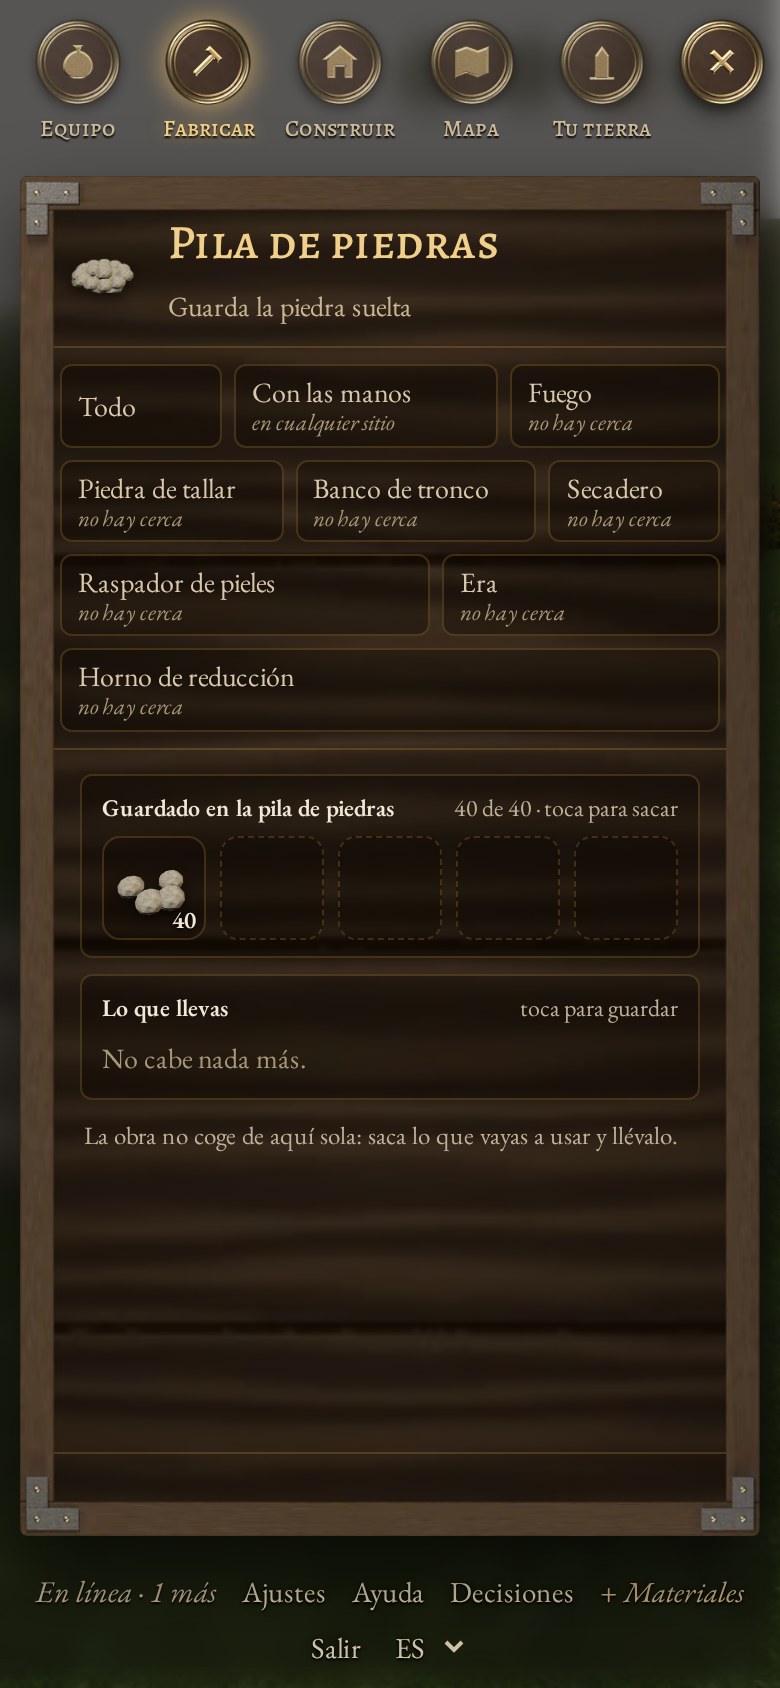 Equipo
Fabricar
Construir
Mapa
Tu tierra
Pila de piedras
Guarda la piedra suelta
Todo
Con las manos
en cualquier sitio
Fuego
no hay cerca
Piedra de tallar
no hay cerca
Banco de tronco
no hay cerca
Secadero
no hay cerca
Raspador de pieles
no hay cerca
Era
no hay cerca
Horno de reducción
no hay cerca
Guardado en la pila de piedras
40 de 40 · toca para sacar
40
Lo que llevas
toca para guardar
No cabe nada más.
La obra no coge de aquí sola: saca lo que vayas a usar y llévalo.
En línea · 1 más
Ajustes
Ayuda
Decisiones
+ Materiales
Salir
ES